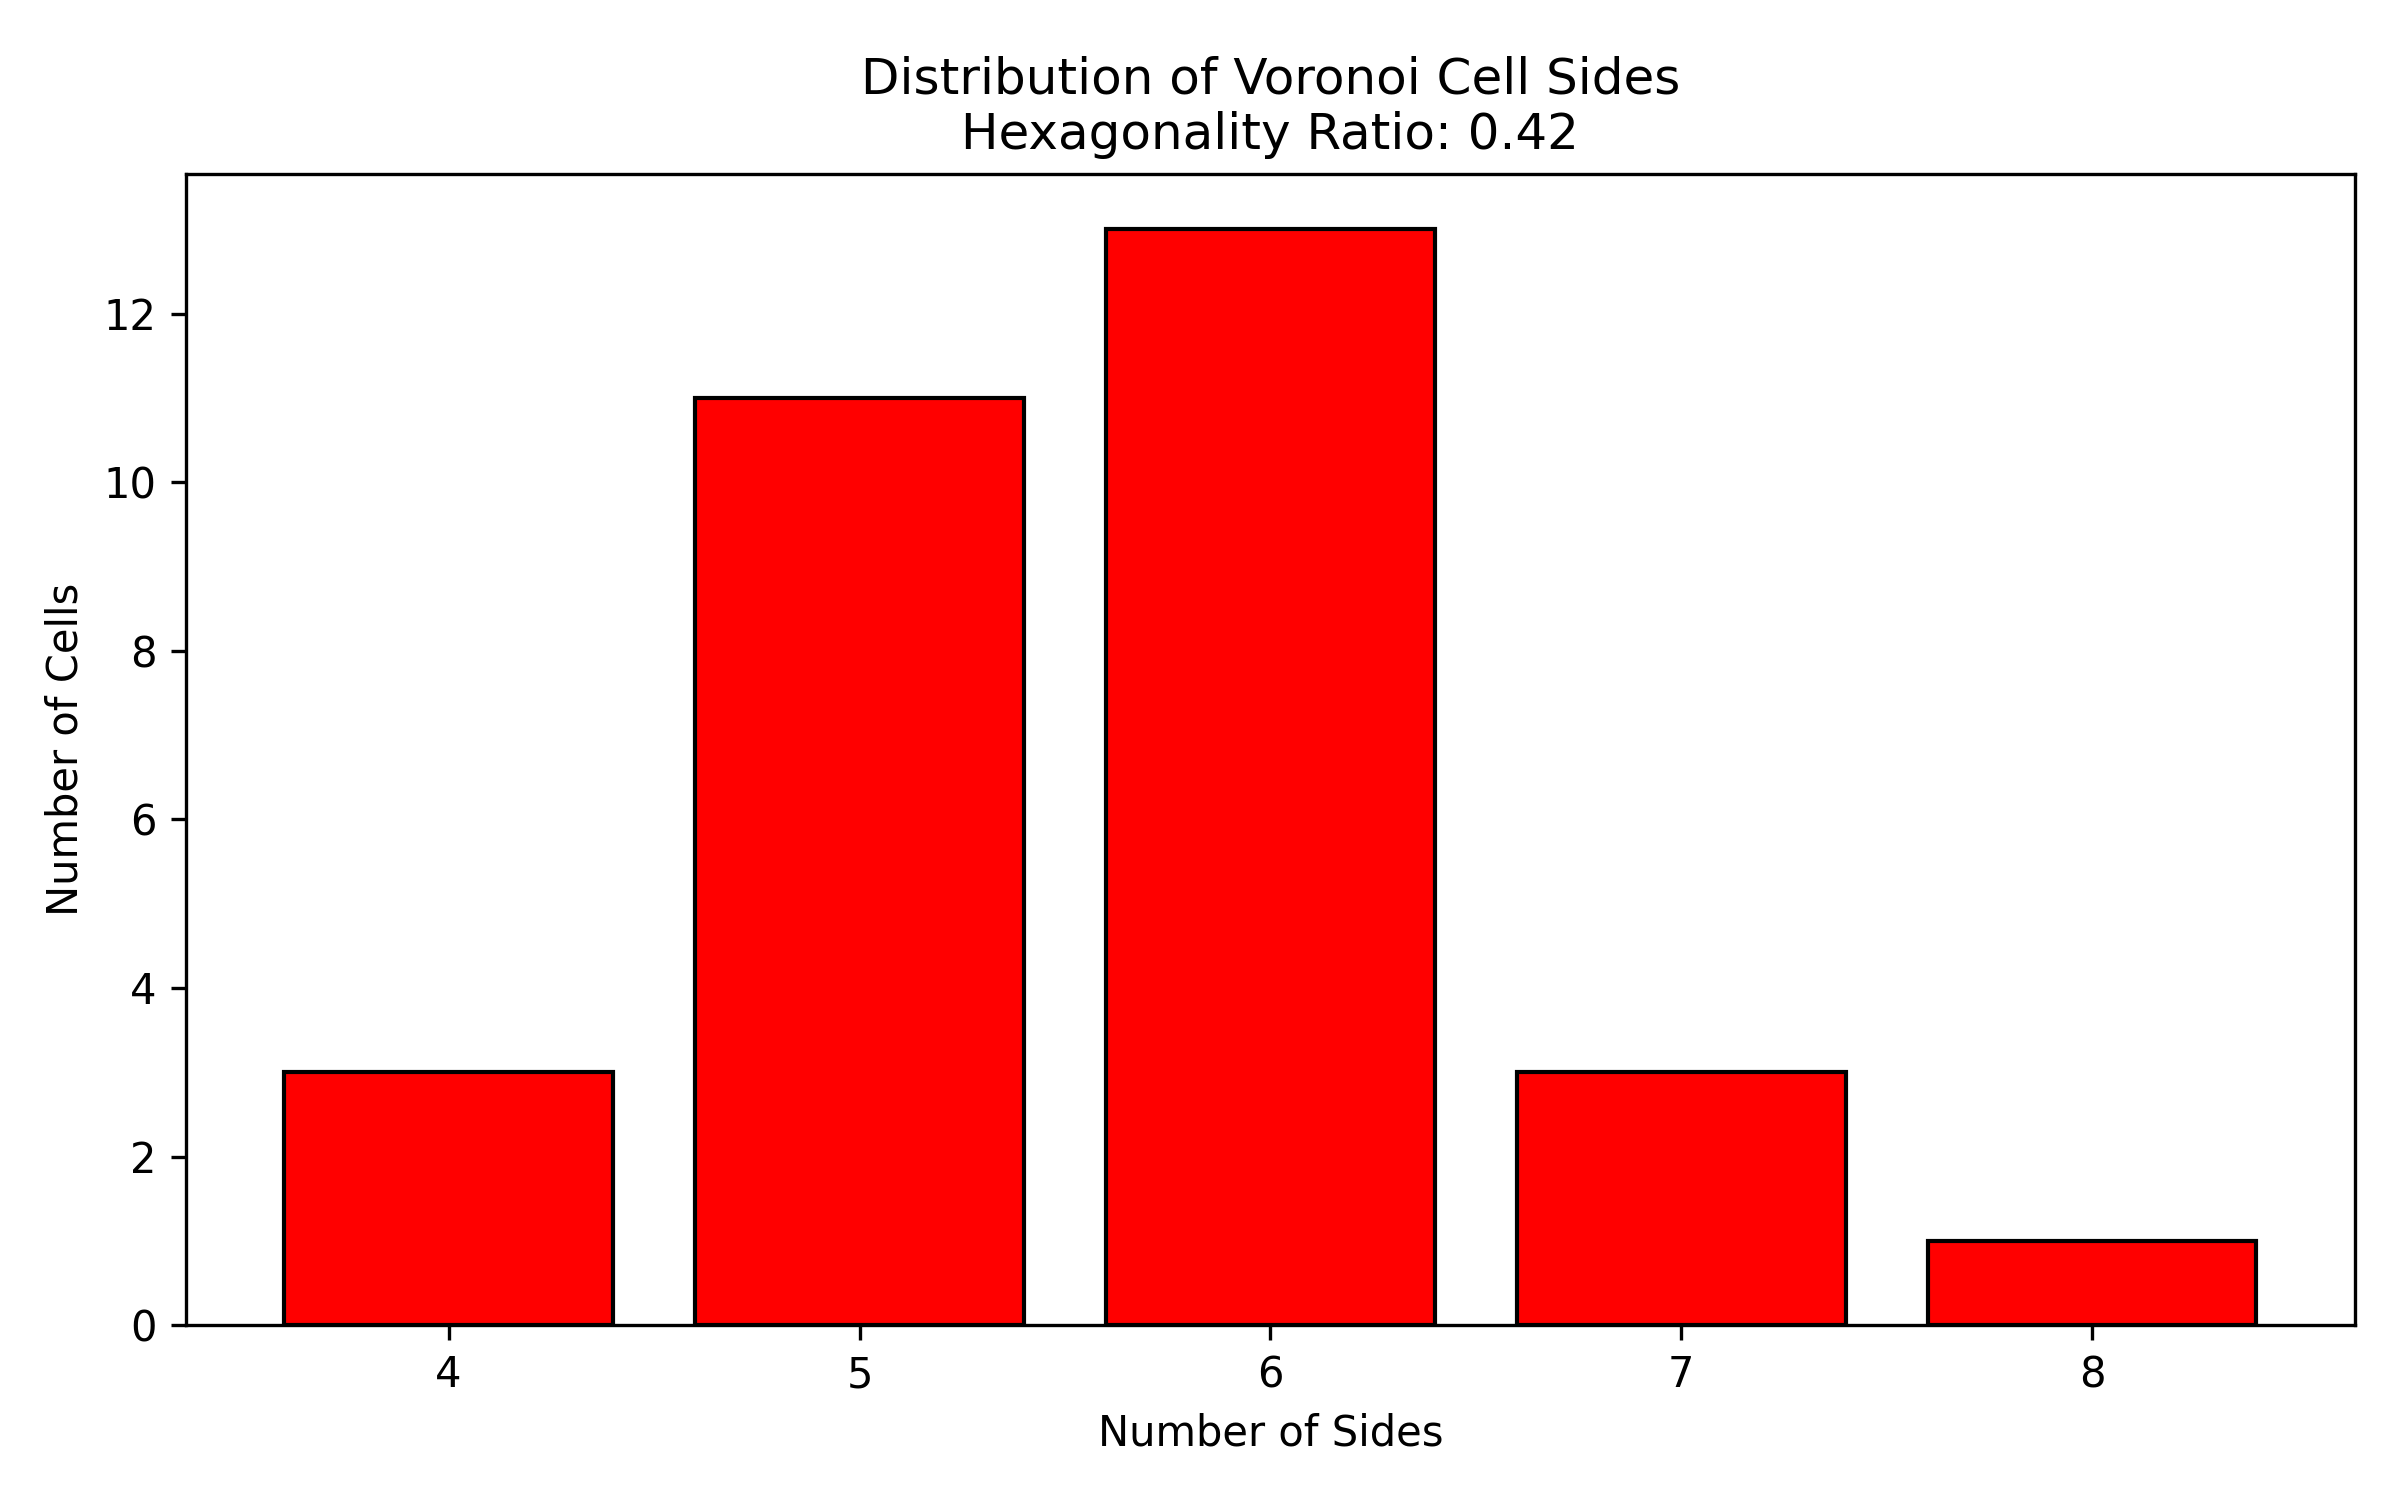 Distribution of Voronoi Cell Sides
Hexagonality Ratio: 0.42
Number of Cells
12
10
8
6
4
2
0
4 5 6 7 8
Number of Sides